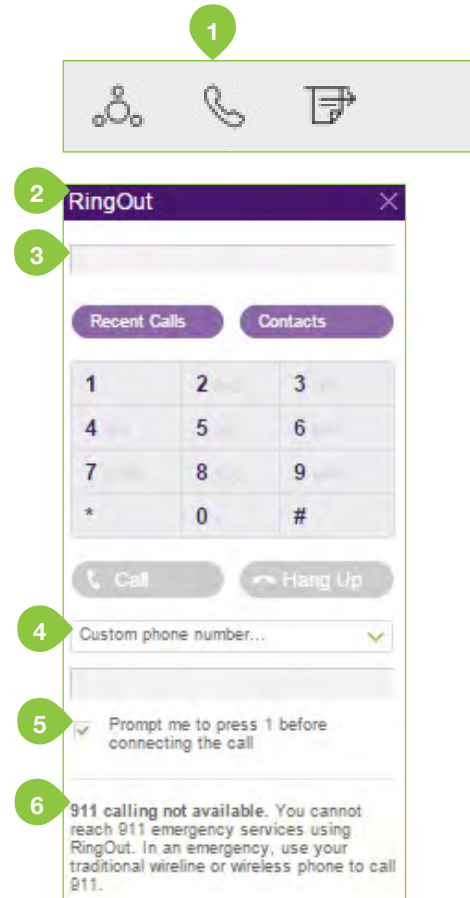 1
2
RingOut
3
Recent Calls Contacts
1 2 3
4 5 6
7 8 9
* 0 #
Call Hang Up
4
Custom phone number...
5
Prompt me to press 1 before
connecting the call
6
911 calling not available. You cannot
reach 911 emergency services using
RingOut. In an emergency, use your
traditional wireline or wireless phone to call
911.